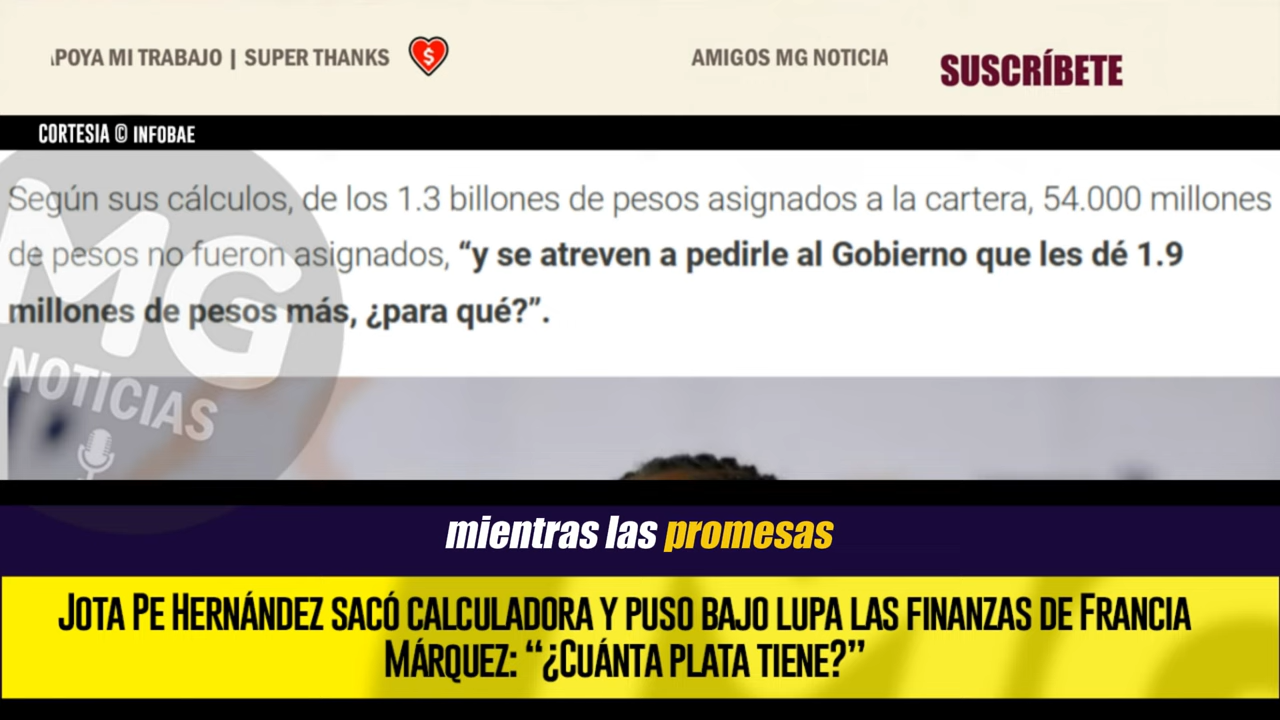 POYA MI TRABAJO | SUPER THANKS
AMIGOS MG NOTICIA
SUSCRÍBETE
CORTESIA © INFOBAE
Según sus cálculos, de los 1.3 billones de pesos asignados a la cartera, 54.000 millones
de pesos no fueron asignados, “y se atreven a pedirle al Gobierno que les dé 1.9
millones de pesos más, ¿para qué?”.
MG
NOTICIAS
mientras las promesas
JOTA PE HERNÁNDEZ SACÓ CALCULADORA Y PUSO BAJO LUPA LAS FINANZAS DE FRANCIA
MÁRQUEZ: “¿CUÁNTA PLATA TIENE?”